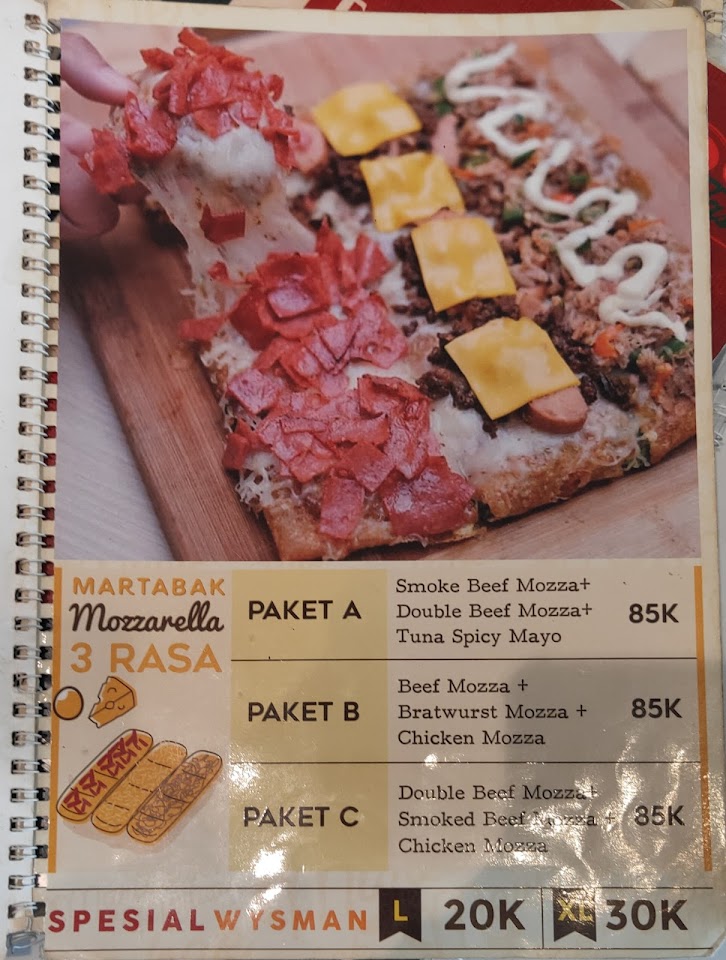 MARTABAK
Mozzarella
3 RASA
PAKET A
Smoke Beef Mozza+
Double Beef Mozza+
Tuna Spicy Mayo
85K
PAKET B
Beef Mozza +
Bratwurst Mozza +
Chicken Mozza
85K
PAKET C
Double Beef Mozza+
Smoked Beef Mozza +
Chicken Mozza
85K
SPESIAL WYSMAN L 20K XL 30K